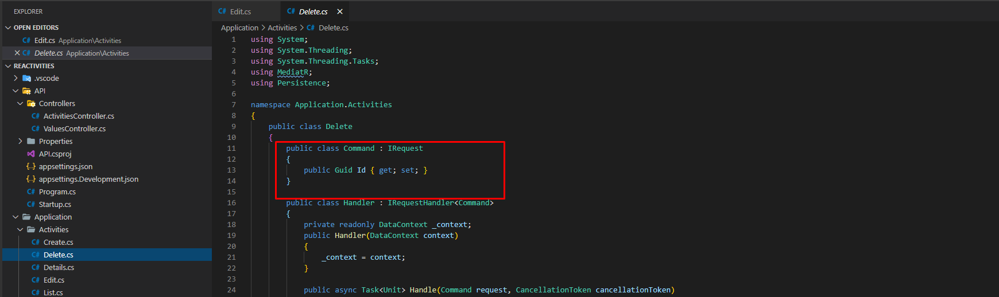 EXPLORER
OPEN EDITORS
C# Edit.cs Application\Activities
C# Delete.cs Application\Activities
REACTIVITIES
.vscode
API
Controllers
C# ActivitiesController.cs
C# ValuesController.cs
Properties
API.csproj
{..} appsettings.json
{..} appsettings.Development.json
C# Program.cs
C# Startup.cs
Application
Activities
C# Create.cs
C# Delete.cs
C# Details.cs
C# Edit.cs
C# List.cs
C# Edit.cs
C# Delete.cs
Application > Activities > C# Delete.cs
1 using System;
2 using System.Threading;
3 using System.Threading.Tasks;
4 using MediatR;
5 using Persistence;
6
7 namespace Application.Activities
8 {
9 public class Delete
10 {
11 public class Command : IRequest
12 {
13 public Guid Id { get; set; }
14 }
15
16 public class Handler : IRequestHandler<Command>
17 {
18 private readonly DataContext _context;
19 public Handler(DataContext context)
20 {
21 _context = context;
22 }
23
24 public async Task<Unit> Handle(Command request, CancellationToken cancellationToken)